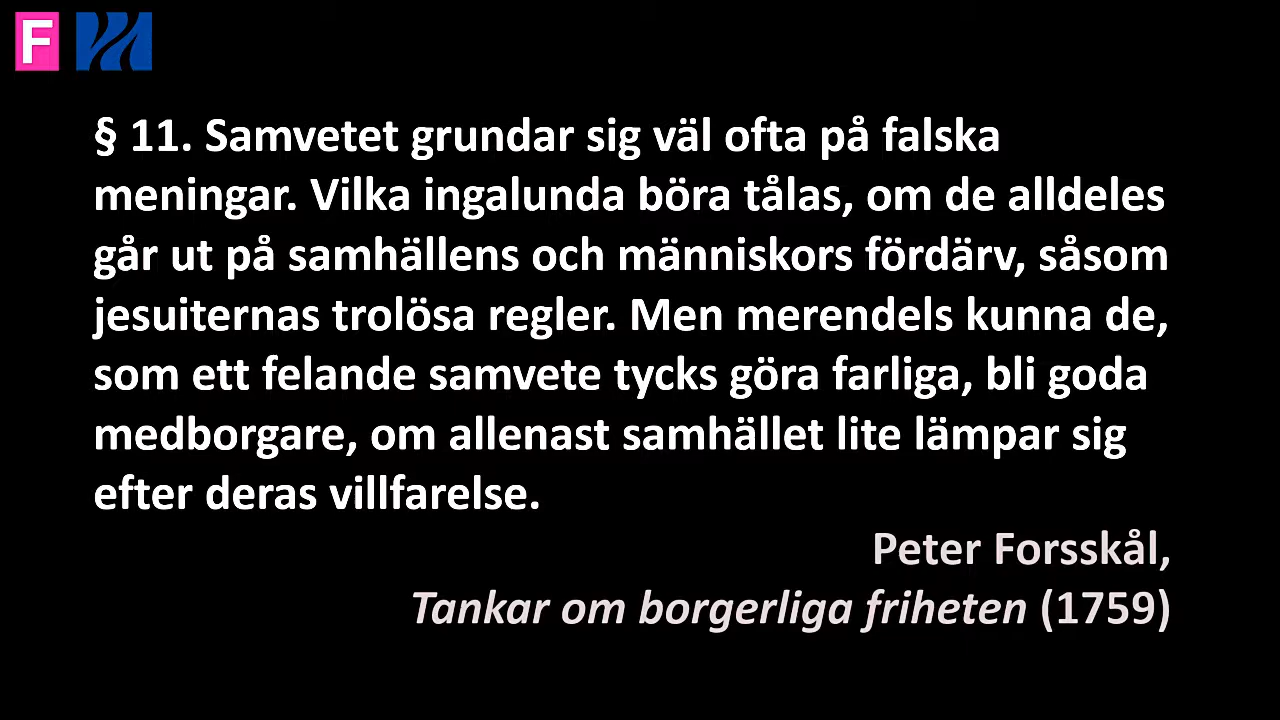 F
§ 11. Samvetet grundar sig väl ofta på falska
meningar. Vilka ingalunda böra tålas, om de alldeles
går ut på samhällens och människors fördärv, såsom
jesuiternas trolösa regler. Men merendels kunna de,
som ett felande samvete tycks göra farliga, bli goda
medborgare, om allenast samhället lite lämpar sig
efter deras villfarelse.
Peter Forsskål,
Tankar om borgerliga friheten (1759)